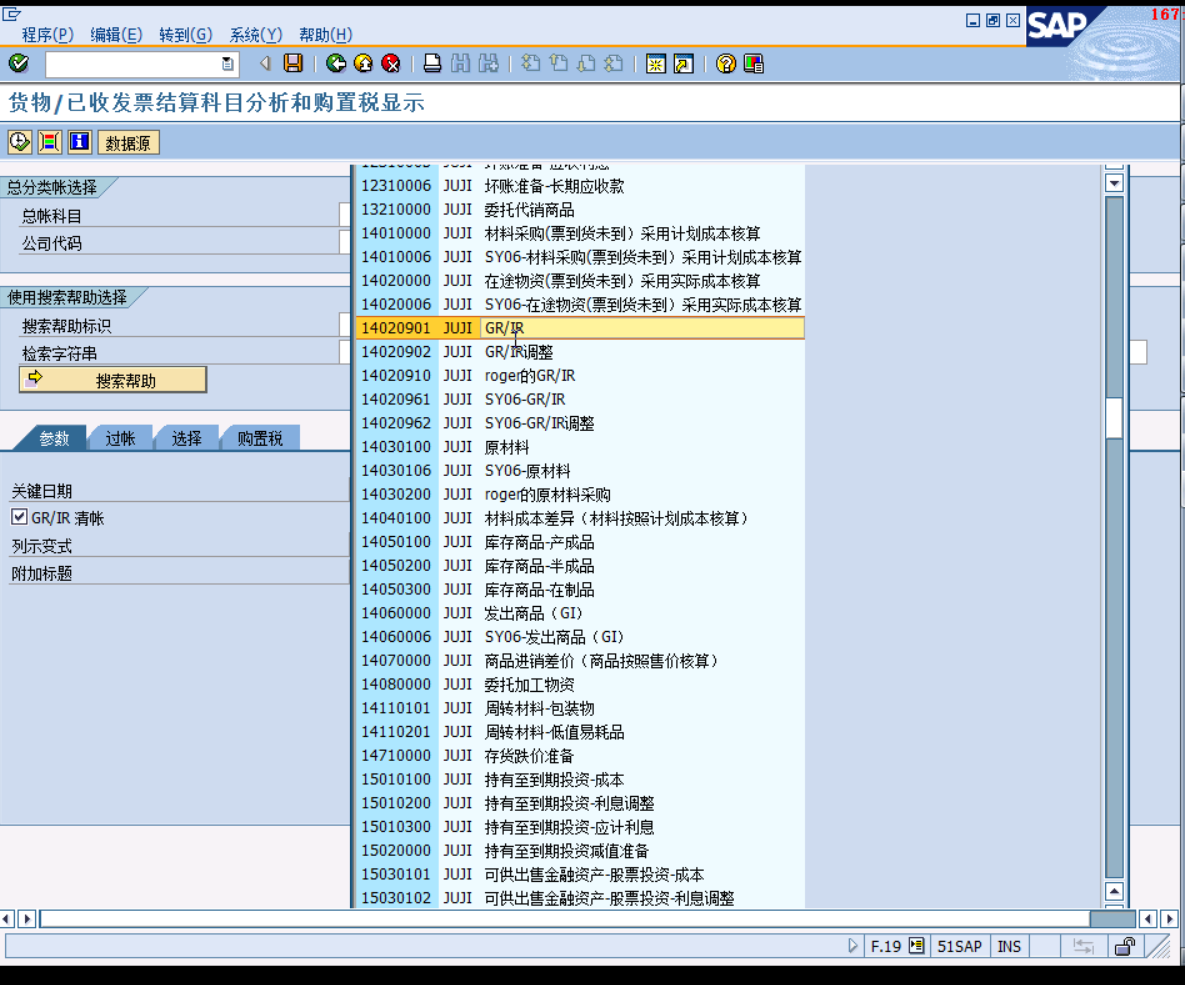 167
程序(P) 编辑(E) 转到(G) 系统(Y) 帮助(H)
SAP
货物/已收发票结算科目分析和购置税显示
数据源
总分类帐选择
总帐科目
公司代码
使用搜索帮助选择
搜索帮助标识
检索字符串
搜索帮助
参数 过帐 选择 购置税
关键日期
GR/IR 清帐
列示变式
附加标题
12310006 JUJI 坏账准备-长期应收款
13210000 JUJI 委托代销商品
14010000 JUJI 材料采购(票到货未到）采用计划成本核算
14010006 JUJI SY06-材料采购(票到货未到）采用计划成本核算
14020000 JUJI 在途物资(票到货未到）采用实际成本核算
14020006 JUJI SY06-在途物资(票到货未到）采用实际成本核算
14020901 JUJI GR/IR
14020902 JUJI GR/IR调整
14020910 JUJI roger的GR/IR
14020961 JUJI SY06-GR/IR
14020962 JUJI SY06-GR/IR调整
14030100 JUJI 原材料
14030106 JUJI SY06-原材料
14030200 JUJI roger的原材料采购
14040100 JUJI 材料成本差异（材料按照计划成本核算）
14050100 JUJI 库存商品-产成品
14050200 JUJI 库存商品-半成品
14050300 JUJI 库存商品-在制品
14060000 JUJI 发出商品（GI）
14060006 JUJI SY06-发出商品（GI）
14070000 JUJI 商品进销差价（商品按照售价核算）
14080000 JUJI 委托加工物资
14110101 JUJI 周转材料-包装物
14110201 JUJI 周转材料-低值易耗品
14710000 JUJI 存货跌价准备
15010100 JUJI 持有至到期投资-成本
15010200 JUJI 持有至到期投资-利息调整
15010300 JUJI 持有至到期投资-应计利息
15020000 JUJI 持有至到期投资减值准备
15030101 JUJI 可供出售金融资产-股票投资-成本
15030102 JUJI 可供出售金融资产-股票投资-利息调整
F.19 51SAP INS